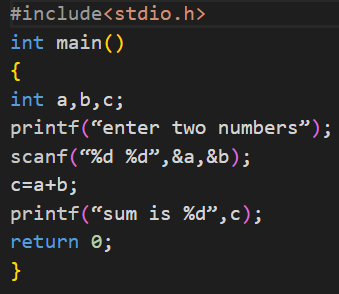 #include<stdio.h>
int main()
{
int a,b,c;
printf(“enter two numbers”);
scanf(“%d %d”,&a,&b);
c=a+b;
printf(“sum is %d”,c);
return 0;
}